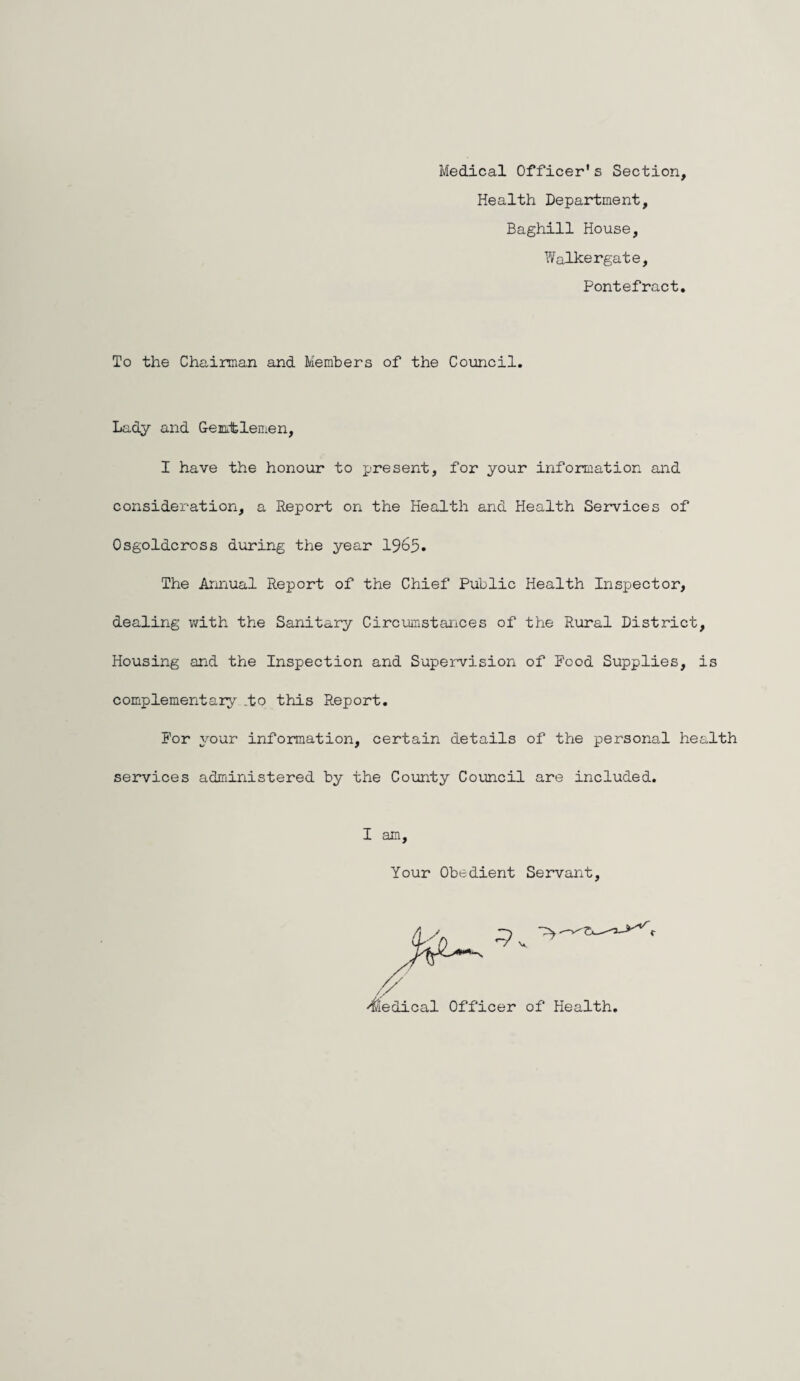 Medical Officer's Section,
Health Department,
Baghill House,
Walkergate,
Pontefract.
To the Chairman and Members of the Council.
Lady and Gentlemen,
I have the honour to present, for your information and
consideration, a Report on the Health and Health Services of
Osgoldcross during the year 1965.
The Annual Report of the Chief Public Health Inspector,
dealing with the Sanitary Circumstances of the Rural District,
Housing and the Inspection and Supervision of Food Supplies, is
complementary .to this Report.
For your information, certain details of the personal health
services administered by the County Council are included.
I am,
Your Obedient Servant,
Medical Officer of Health.